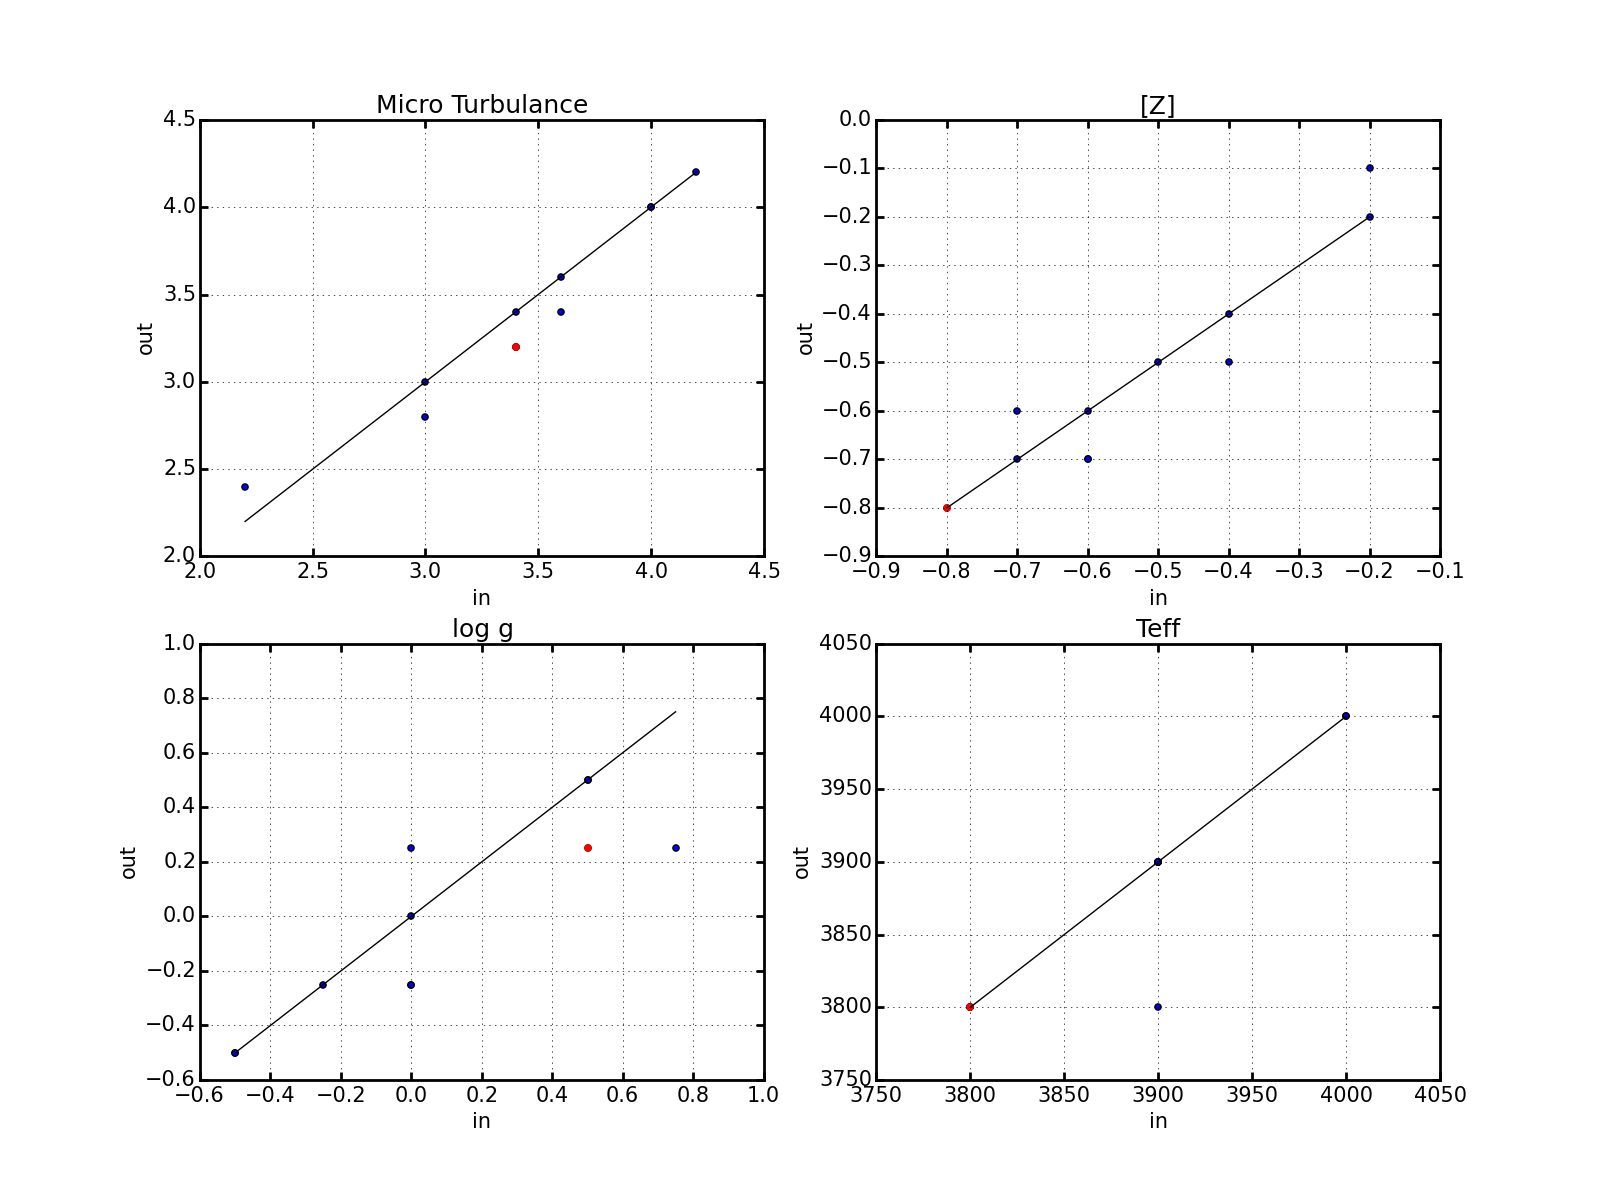 Micro Turbulance
4.5
4.0
3.5
3.0
2.5
2.0
out
2.0 2.5 3.0 3.5 4.0 4.5
in
[Z]
0.0
−0.1
−0.2
−0.3
−0.4
−0.5
−0.6
−0.7
−0.8
−0.9
out
−0.9 −0.8 −0.7 −0.6 −0.5 −0.4 −0.3 −0.2 −0.1
in
log g
1.0
0.8
0.6
0.4
0.2
0.0
−0.2
−0.4
−0.6
out
−0.6 −0.4 −0.2 0.0 0.2 0.4 0.6 0.8 1.0
in
Teff
4050
4000
3950
3900
3850
3800
3750
out
3750 3800 3850 3900 3950 4000 4050
in